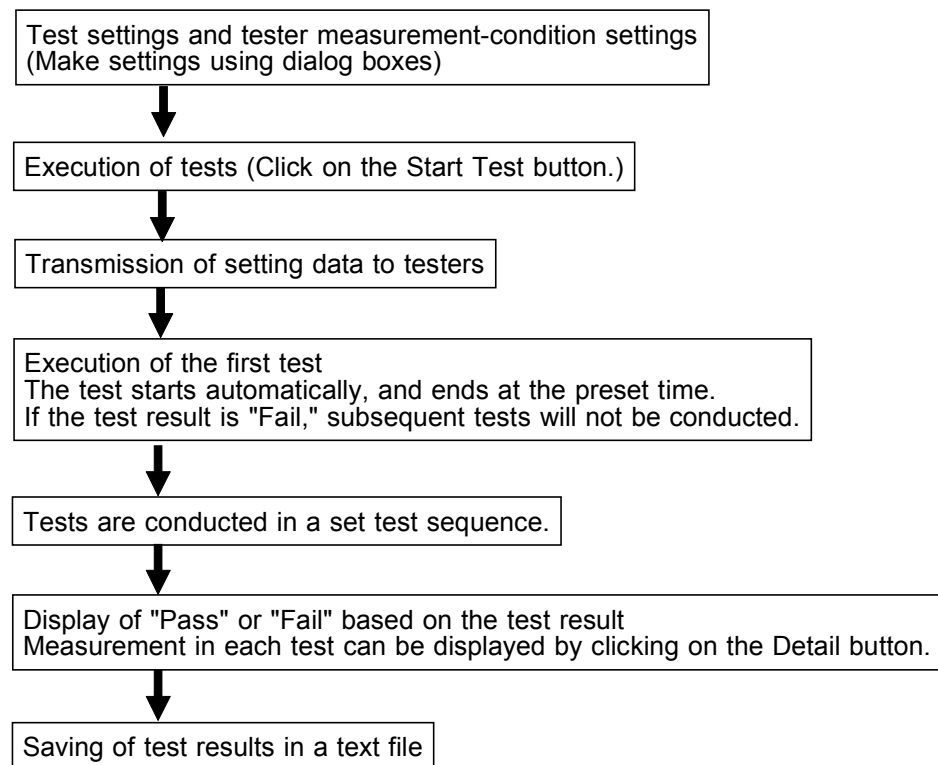 Test settings and tester measurement-condition settings
(Make settings using dialog boxes)
Execution of tests (Click on the Start Test button.)
Transmission of setting data to testers
Execution of the first test
The test starts automatically, and ends at the preset time.
If the test result is "Fail," subsequent tests will not be conducted.
Tests are conducted in a set test sequence.
Display of "Pass" or "Fail" based on the test result
Measurement in each test can be displayed by clicking on the Detail button.
Saving of test results in a text file